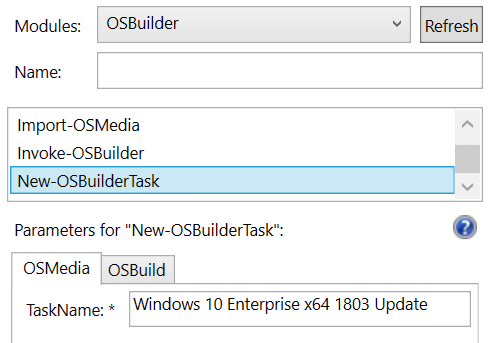 Modules: OSBuilder Refresh
Name:
Import-OSMedia
Invoke-OSBuilder
New-OSBuilderTask
Parameters for "New-OSBuilderTask": ?
OSMedia OSBuild
TaskName: * Windows 10 Enterprise x64 1803 Update